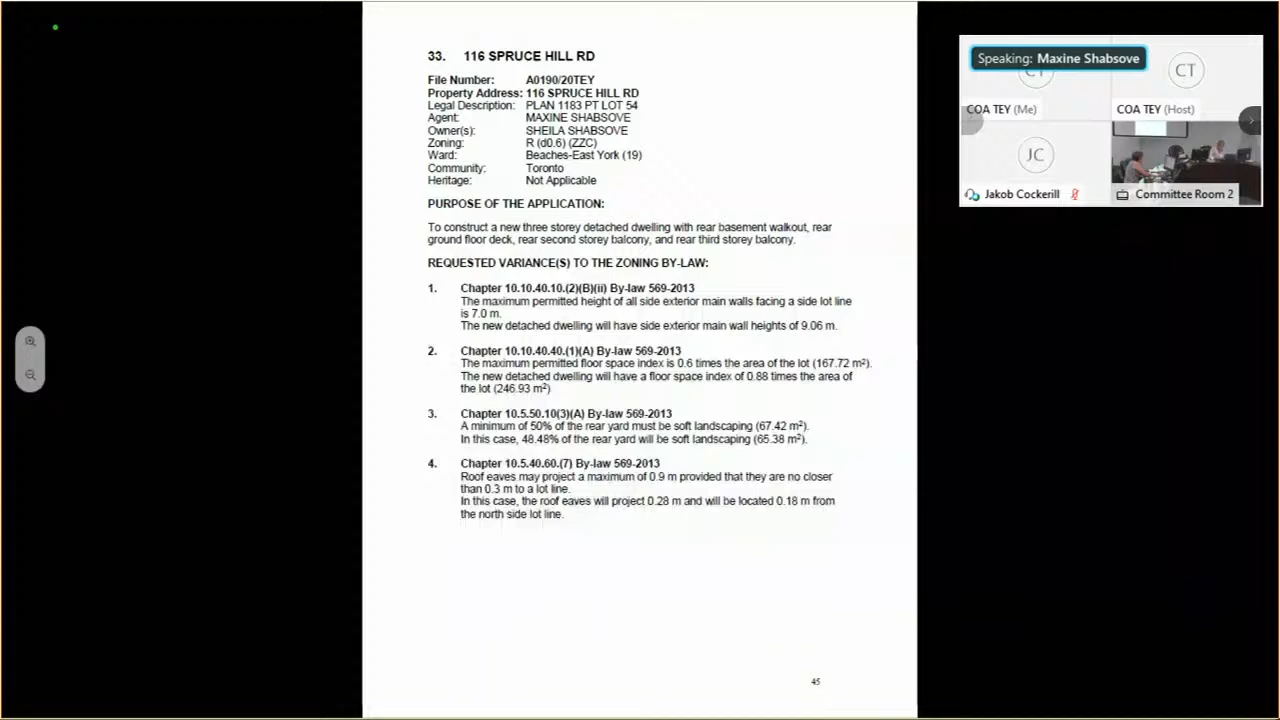 33. 116 SPRUCE HILL RD
File Number: A0190/20TEY
Property Address: 116 SPRUCE HILL RD
Legal Description: PLAN 1183 PT LOT 54
Agent: MAXINE SHABSOVE
Owner(s): SHEILA SHABSOVE
Zoning: R (d0.6) (ZZC)
Ward: Beaches-East York (19)
Community: Toronto
Heritage: Not Applicable
PURPOSE OF THE APPLICATION:
To construct a new three storey detached dwelling with rear basement walkout, rear
ground floor deck, rear second storey balcony, and rear third storey balcony.
REQUESTED VARIANCE(S) TO THE ZONING BY-LAW:
1. Chapter 10.10.40.10.(2)(B)(ii) By-law 569-2013
The maximum permitted height of all side exterior main walls facing a side lot line
is 7.0 m.
The new detached dwelling will have side exterior main wall heights of 9.06 m.
2. Chapter 10.10.40.40.(1)(A) By-law 569-2013
The maximum permitted floor space index is 0.6 times the area of the lot (167.72 m²).
The new detached dwelling will have a floor space index of 0.88 times the area of
the lot (246.93 m²)
3. Chapter 10.5.50.10(3)(A) By-law 569-2013
A minimum of 50% of the rear yard must be soft landscaping (67.42 m²).
In this case, 48.48% of the rear yard will be soft landscaping (65.38 m²).
4. Chapter 10.5.40.60.(7) By-law 569-2013
Roof eaves may project a maximum of 0.9 m provided that they are no closer
than 0.3 m to a lot line.
In this case, the roof eaves will project 0.28 m and will be located 0.18 m from
the north side lot line.
45
Speaking: Maxine Shabsove
CT
CT
COA TEY (Me)
COA TEY (Host)
JC
Jakob Cockerill
Committee Room 2